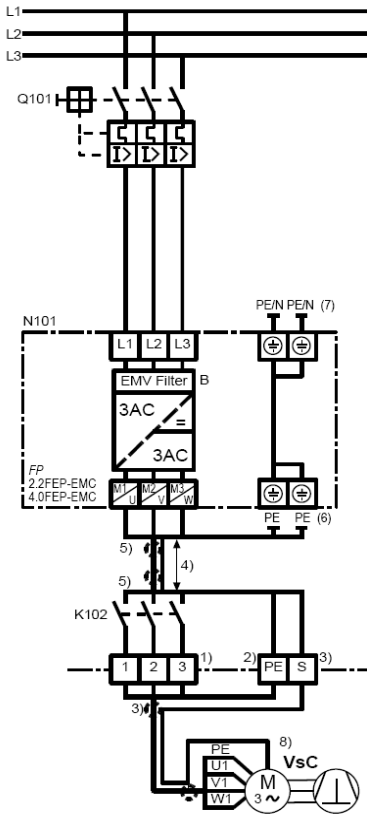 L1
L2
L3
Q101
I> I> I>
PE/N PE/N (7)
N101
L1 L2 L3
EMV Filter B
3AC
=
3AC
FP
2.2FEP-EMC
4.0FEP-EMC
M1 U M2 V M3 W
PE PE (6)
5)
4)
5)
K102
1 2 3 1) 2) PE S 3)
3)
8)
PE
U1
V1
W1
M
3 ~
VsC